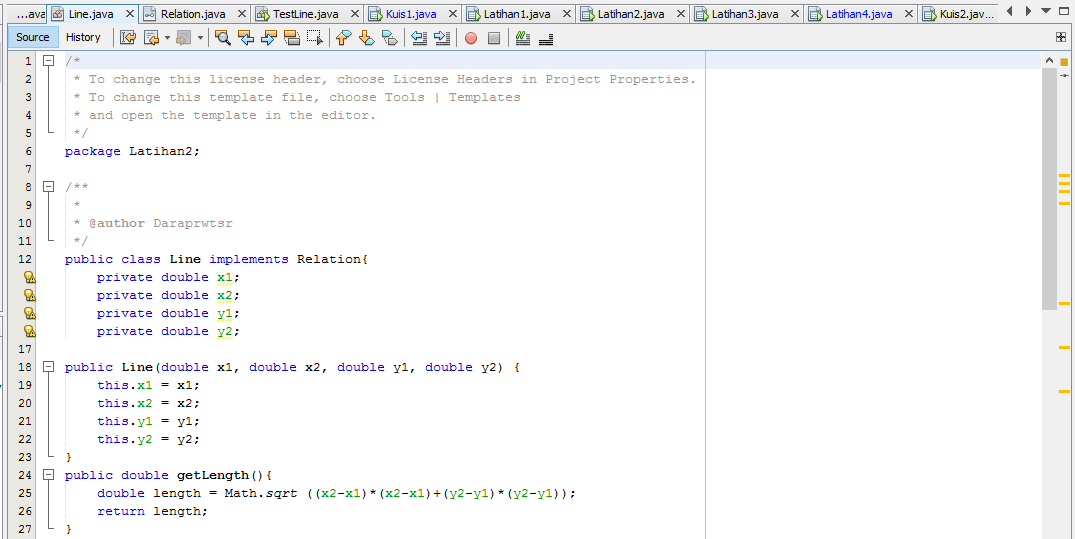 ...ava Line.java Relation.java TestLine.java Kuis1.java Latihan1.java Latihan2.java Latihan3.java Latihan4.java Kuis2.jav...
Source History
1 /*
2 * To change this license header, choose License Headers in Project Properties.
3 * To change this template file, choose Tools | Templates
4 * and open the template in the editor.
5 */
6 package Latihan2;
7
8 /**
9 *
10 * @author Daraprwtsr
11 */
12 public class Line implements Relation{
private double x1;
private double x2;
private double y1;
private double y2;
17
18 public Line(double x1, double x2, double y1, double y2) {
19 this.x1 = x1;
20 this.x2 = x2;
21 this.y1 = y1;
22 this.y2 = y2;
23 }
24 public double getLength(){
25 double length = Math.sqrt ((x2-x1)*(x2-x1)+(y2-y1)*(y2-y1));
26 return length;
27 }